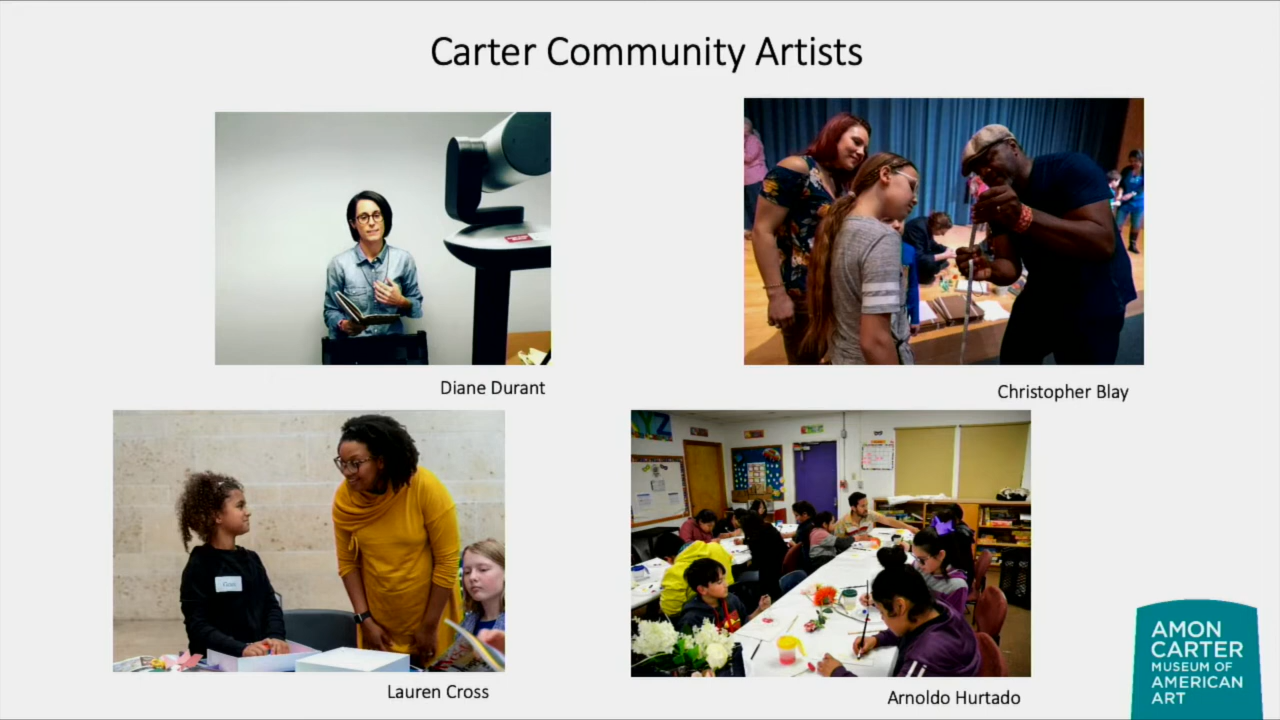 Carter Community Artists
Diane Durant
Christopher Blay
Lauren Cross
Arnoldo Hurtado
AMON
CARTER
MUSEUM OF
AMERICAN
ART